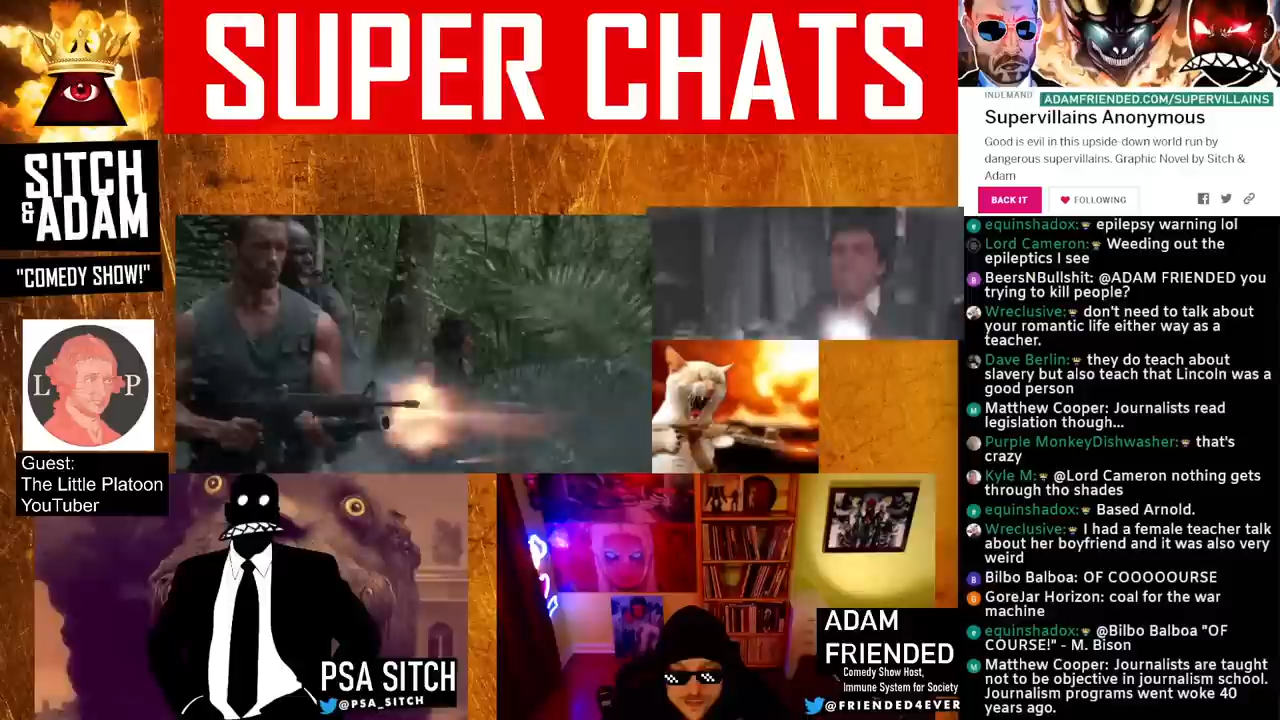 SUPER CHATS
SITCH
& ADAM
"COMEDY SHOW!"
L P
Guest:
The Little Platoon
YouTuber
PSA SITCH
@PSA_SITCH
ADAM
FRIENDED
Comedy Show Host,
Immune System for Society
@FRIENDED4EVER
INDEMAND
ADAMFRIENDED.COM/SUPERVILLAINS
Supervillains Anonymous
Good is evil in this upside-down world run by
dangerous supervillains. Graphic Novel by Sitch &
Adam
BACK IT
FOLLOWING
equinshadox: epilepsy warning lol
Lord Cameron: Weeding out the
epileptics I see
BeersNBullshit: @ADAM FRIENDED you
trying to kill people?
Wreclusive: don't need to talk about
your romantic life either way as a
teacher.
Dave Berlin: they do teach about
slavery but also teach that Lincoln was a
good person
Matthew Cooper: Journalists read
legislation though...
Purple MonkeyDishwasher: that's
crazy
Kyle M: @Lord Cameron nothing gets
through tho shades
equinshadox: Based Arnold.
Wreclusive: I had a female teacher talk
about her boyfriend and it was also very
weird
Bilbo Balboa: OF COOOOOURSE
GoreJar Horizon: coal for the war
machine
equinshadox: @Bilbo Balboa "OF
COURSE!" - M. Bison
Matthew Cooper: Journalists are taught
not to be objective in journalism school.
Journalism programs went woke 40
years ago.